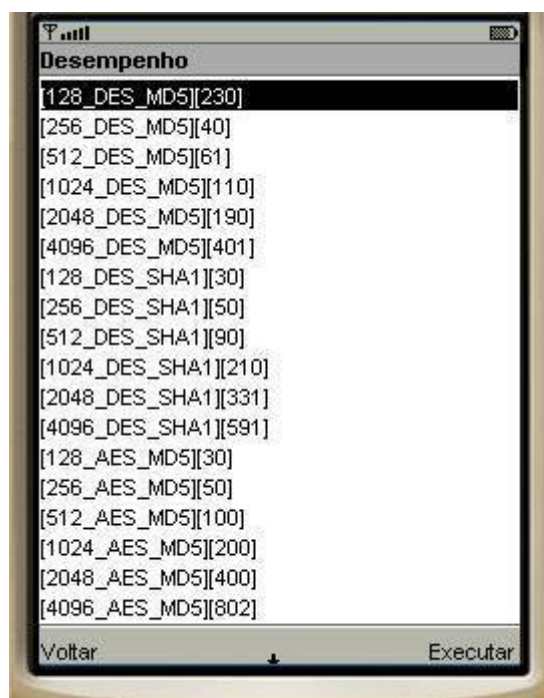 Desempenho
[128_DES_MD5][230]
[256_DES_MD5][40]
[512_DES_MD5][61]
[1024_DES_MD5][110]
[2048_DES_MD5][190]
[4096_DES_MD5][401]
[128_DES_SHA1][30]
[256_DES_SHA1][50]
[512_DES_SHA1][90]
[1024_DES_SHA1][210]
[2048_DES_SHA1][331]
[4096_DES_SHA1][591]
[128_AES_MD5][30]
[256_AES_MD5][50]
[512_AES_MD5][100]
[1024_AES_MD5][200]
[2048_AES_MD5][400]
[4096_AES_MD5][802]
Voltar Executar